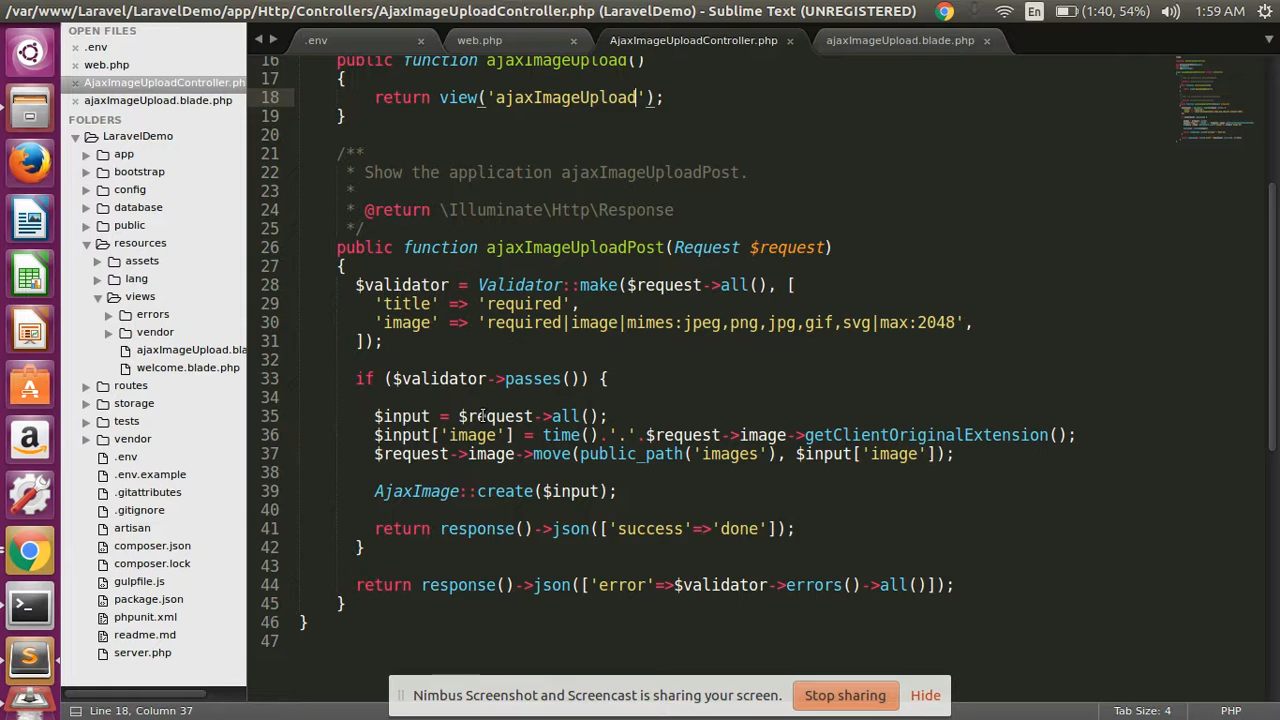 /var/www/www/Laravel/LaravelDemo/app/Http/Controllers/AjaxImageUploadController.php (LaravelDemo) - Sublime Text (UNREGISTERED)
En
(1:40, 54%)
1:59 AM
OPEN FILES
.env
web.php
AjaxImageUploadController.ph
ajaxImageUpload.blade.php
FOLDERS
LaravelDemo
app
bootstrap
config
database
public
resources
assets
lang
views
errors
vendor
ajaxImageUpload.bla
welcome.blade.php
routes
storage
tests
vendor
.env
.env.example
.gitattributes
.gitignore
artisan
composer.json
composer.lock
gulpfile.js
package.json
phpunit.xml
readme.md
server.php
.env
web.php
AjaxImageUploadController.php
ajaxImageUpload.blade.php
16 public function ajaxImageUpload()
17 {
18 return view('ajaxImageUpload');
19 }
20
21 /**
22 * Show the application ajaxImageUploadPost.
23 *
24 * @return \Illuminate\Http\Response
25 */
26 public function ajaxImageUploadPost(Request $request)
27 {
28 $validator = Validator::make($request->all(), [
29 'title' => 'required',
30 'image' => 'required|image|mimes:jpeg,png,jpg,gif,svg|max:2048',
31 ]);
32
33 if ($validator->passes()) {
34
35 $input = $request->all();
36 $input['image'] = time().'.'.$request->image->getClientOriginalExtension();
37 $request->image->move(public_path('images'), $input['image']);
38
39 AjaxImage::create($input);
40
41 return response()->json(['success'=>'done']);
42 }
43
44 return response()->json(['error'=>$validator->errors()->all()]);
45 }
46 }
47
Nimbus Screenshot and Screencast is sharing your screen.
Stop sharing
Hide
Line 18, Column 37
Tab Size: 4
PHP